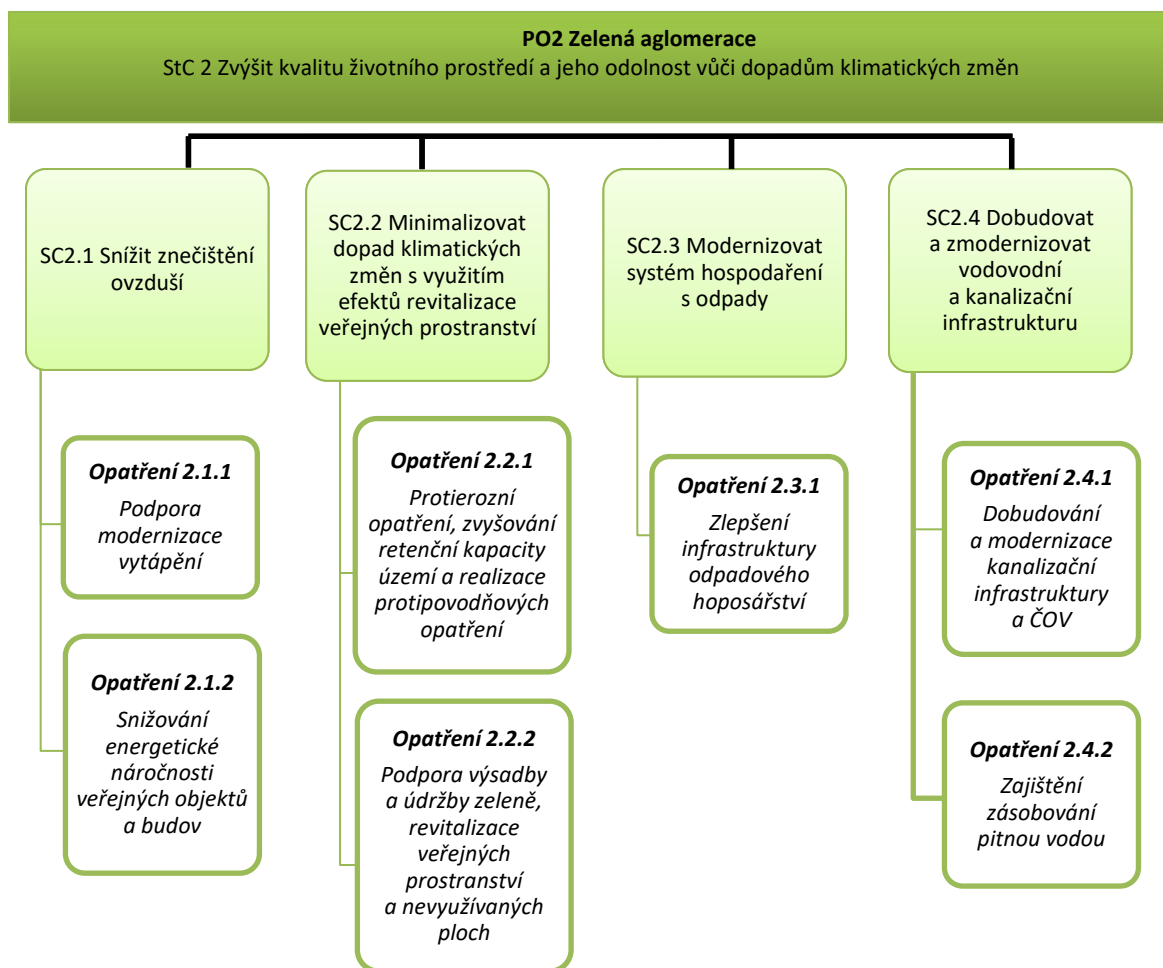 PO2 Zelená aglomerace
StC 2 Zvýšit kvalitu životního prostředí a jeho odolnost vůči dopadům klimatických změn
SC2.1 Snížit znečištění
ovzduší
SC2.2 Minimalizovat
dopad klimatických
změn s využitím
efektů revitalizace
veřejných prostranství
SC2.3 Modernizovat
systém hospodaření
s odpady
SC2.4 Dobudovat
a zmodernizovat
vodovodní
a kanalizační
infrastrukturu
Opatření 2.1.1
Podpora
modernizace
vytápění
Opatření 2.1.2
Snižování
energetické
náročnosti
veřejných objektů
a budov
Opatření 2.2.1
Protierozní
opatření, zvyšování
retenční kapacity
území a realizace
protipovodňových
opatření
Opatření 2.2.2
Podpora výsadby
a údržby zeleně,
revitalizace
veřejných
prostranství
a nevyužívaných
ploch
Opatření 2.3.1
Zlepšení
infrastruktury
odpadového
hoposářství
Opatření 2.4.1
Dobudování
a modernizace
kanalizační
infrastruktury
a ČOV
Opatření 2.4.2
Zajištění
zásobování
pitnou vodou